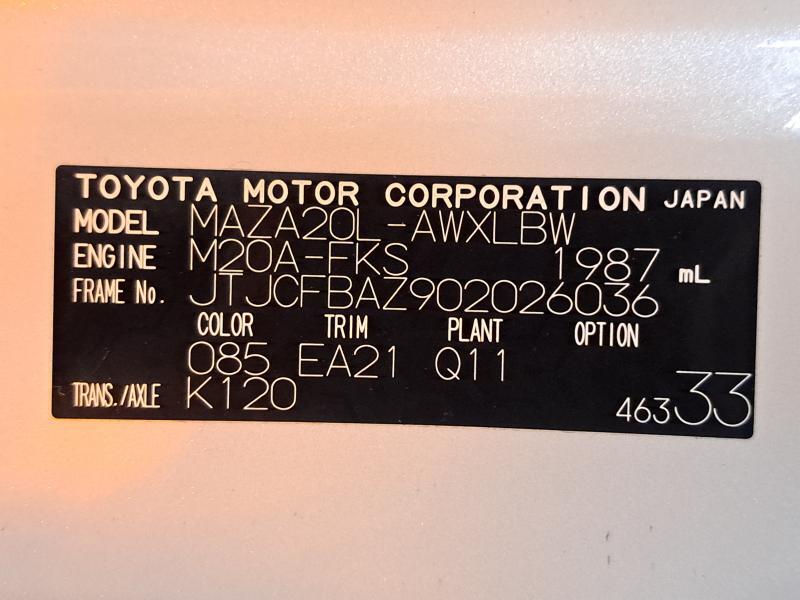 TOYOTA MOTOR CORPORATION JAPAN
MODEL MAZA20L-AWXLBW
ENGINE M20A-FKS 1987 mL
FRAME No. JTJCFBAZ902026036
COLOR TRIM PLANT OPTION
085 EA21 Q11
TRANS./AXLE K120 46333